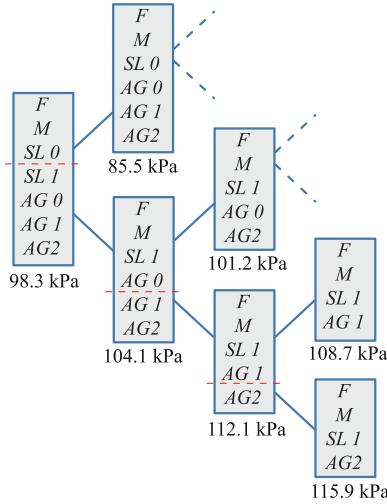 F
M
SL 0
AG 0
AG 1
AG2
85.5 kPa
F
M
SL 0
SL 1
AG 0
AG 1
AG2
98.3 kPa
F
M
SL 1
AG 0
AG2
101.2 kPa
F
M
SL 1
AG 0
AG 1
AG2
104.1 kPa
F
M
SL 1
AG 1
108.7 kPa
F
M
SL 1
AG 1
AG2
112.1 kPa
F
M
SL 1
AG2
115.9 kPa